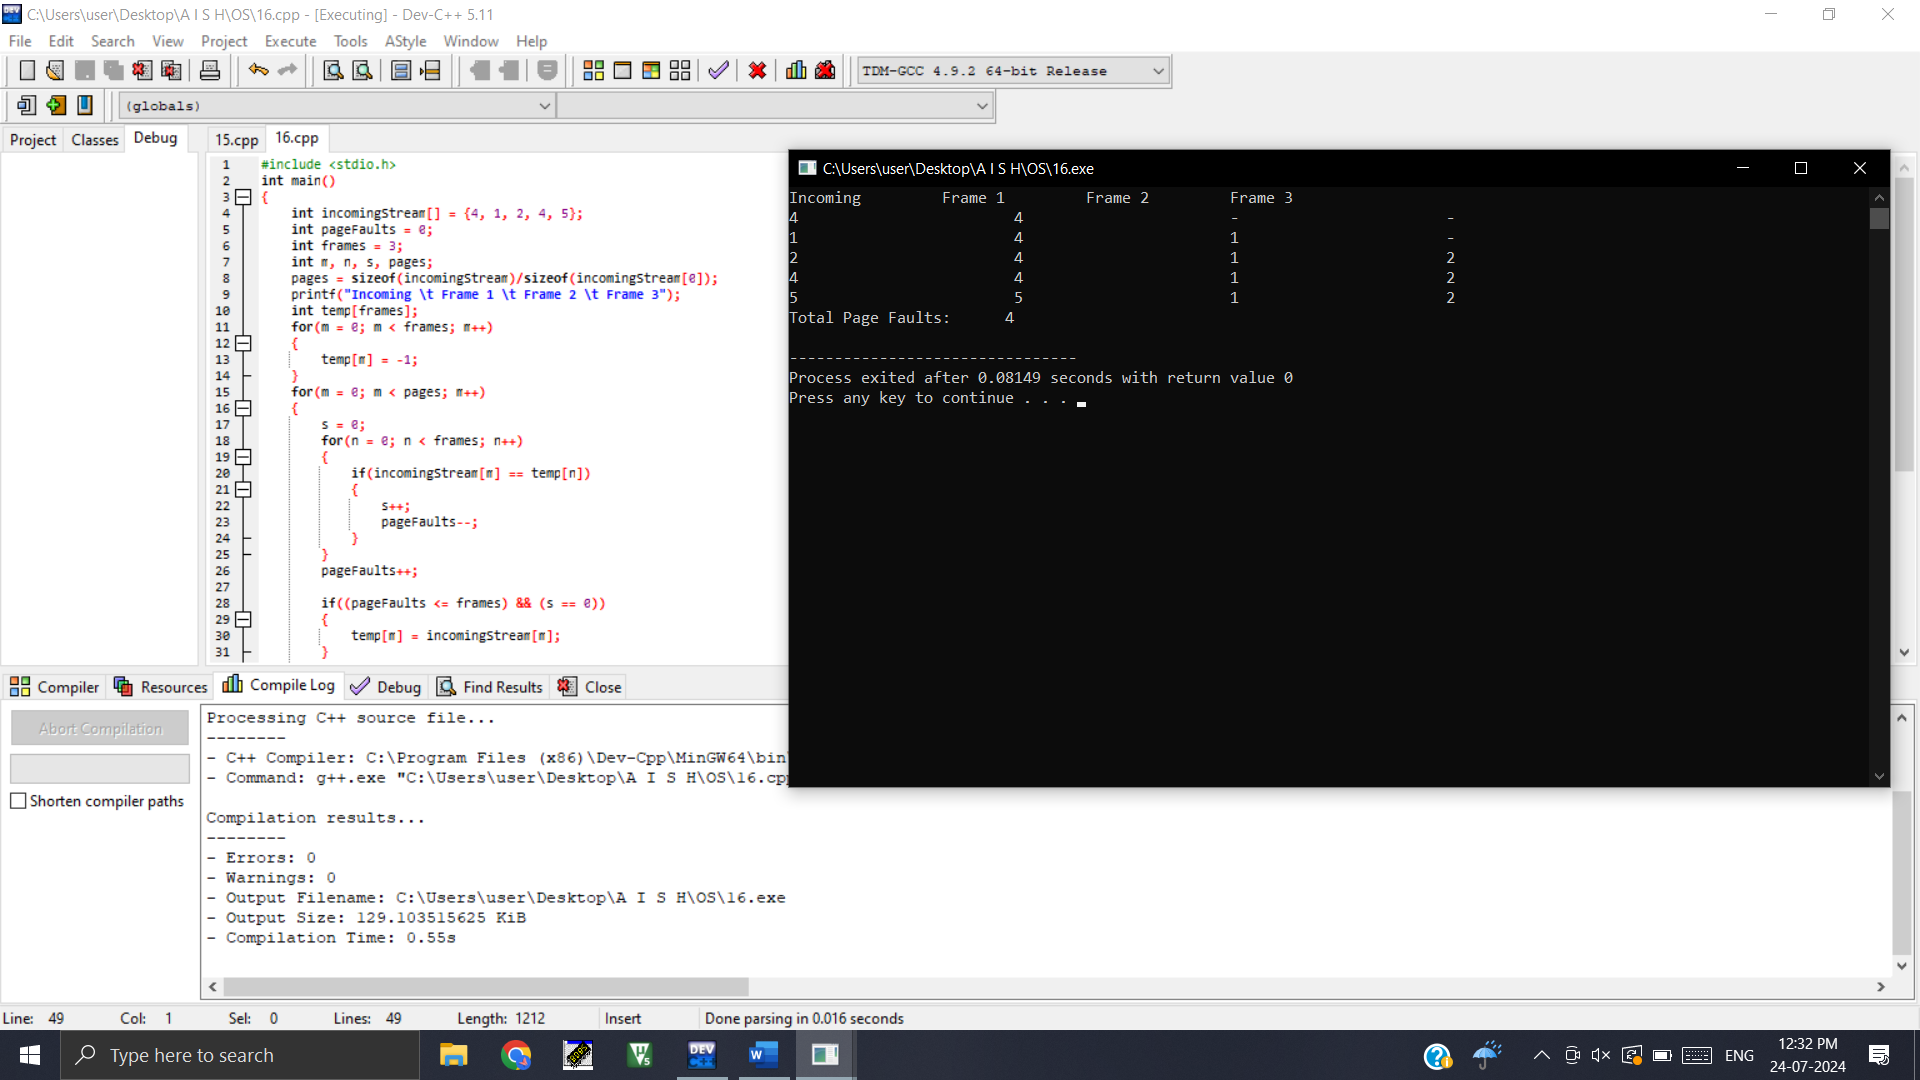 C:\Users\user\Desktop\A I S H\OS\16.cpp - [Executing] - Dev-C++ 5.11
File Edit Search View Project Execute Tools AStyle Window Help
TDM-GCC 4.9.2 64-bit Release
(globals)
Project Classes Debug 15.cpp 16.cpp
1 #include <stdio.h>
2 int main()
3 {
4 int incomingStream[] = {4, 1, 2, 4, 5};
5 int pageFaults = 0;
6 int frames = 3;
7 int m, n, s, pages;
8 pages = sizeof(incomingStream)/sizeof(incomingStream[0]);
9 printf("Incoming \t Frame 1 \t Frame 2 \t Frame 3");
10 int temp[frames];
11 for(m = 0; m < frames; m++)
12 {
13 temp[m] = -1;
14 }
15 for(m = 0; m < pages; m++)
16 {
17 s = 0;
18 for(n = 0; n < frames; n++)
19 {
20 if(incomingStream[m] == temp[n])
21 {
22 s++;
23 pageFaults--;
24 }
25 }
26 pageFaults++;
27
28 if((pageFaults <= frames) && (s == 0))
29 {
30 temp[m] = incomingStream[m];
31 }
C:\Users\user\Desktop\A I S H\OS\16.exe
Incoming Frame 1 Frame 2 Frame 3
4 4 - -
1 4 1 -
2 4 1 2
4 4 1 2
5 5 1 2
Total Page Faults: 4
--------------------------------
Process exited after 0.08149 seconds with return value 0
Press any key to continue . . .
Compiler Resources Compile Log Debug Find Results Close
Abort Compilation
Shorten compiler paths
Processing C++ source file...
--------
- C++ Compiler: C:\Program Files (x86)\Dev-Cpp\MinGW64\bin
- Command: g++.exe "C:\Users\user\Desktop\A I S H\OS\16.cpp
Compilation results...
--------
- Errors: 0
- Warnings: 0
- Output Filename: C:\Users\user\Desktop\A I S H\OS\16.exe
- Output Size: 129.103515625 KiB
- Compilation Time: 0.55s
Line: 49 Col: 1 Sel: 0 Lines: 49 Length: 1212 Insert Done parsing in 0.016 seconds
Type here to search
ENG
12:32 PM
24-07-2024